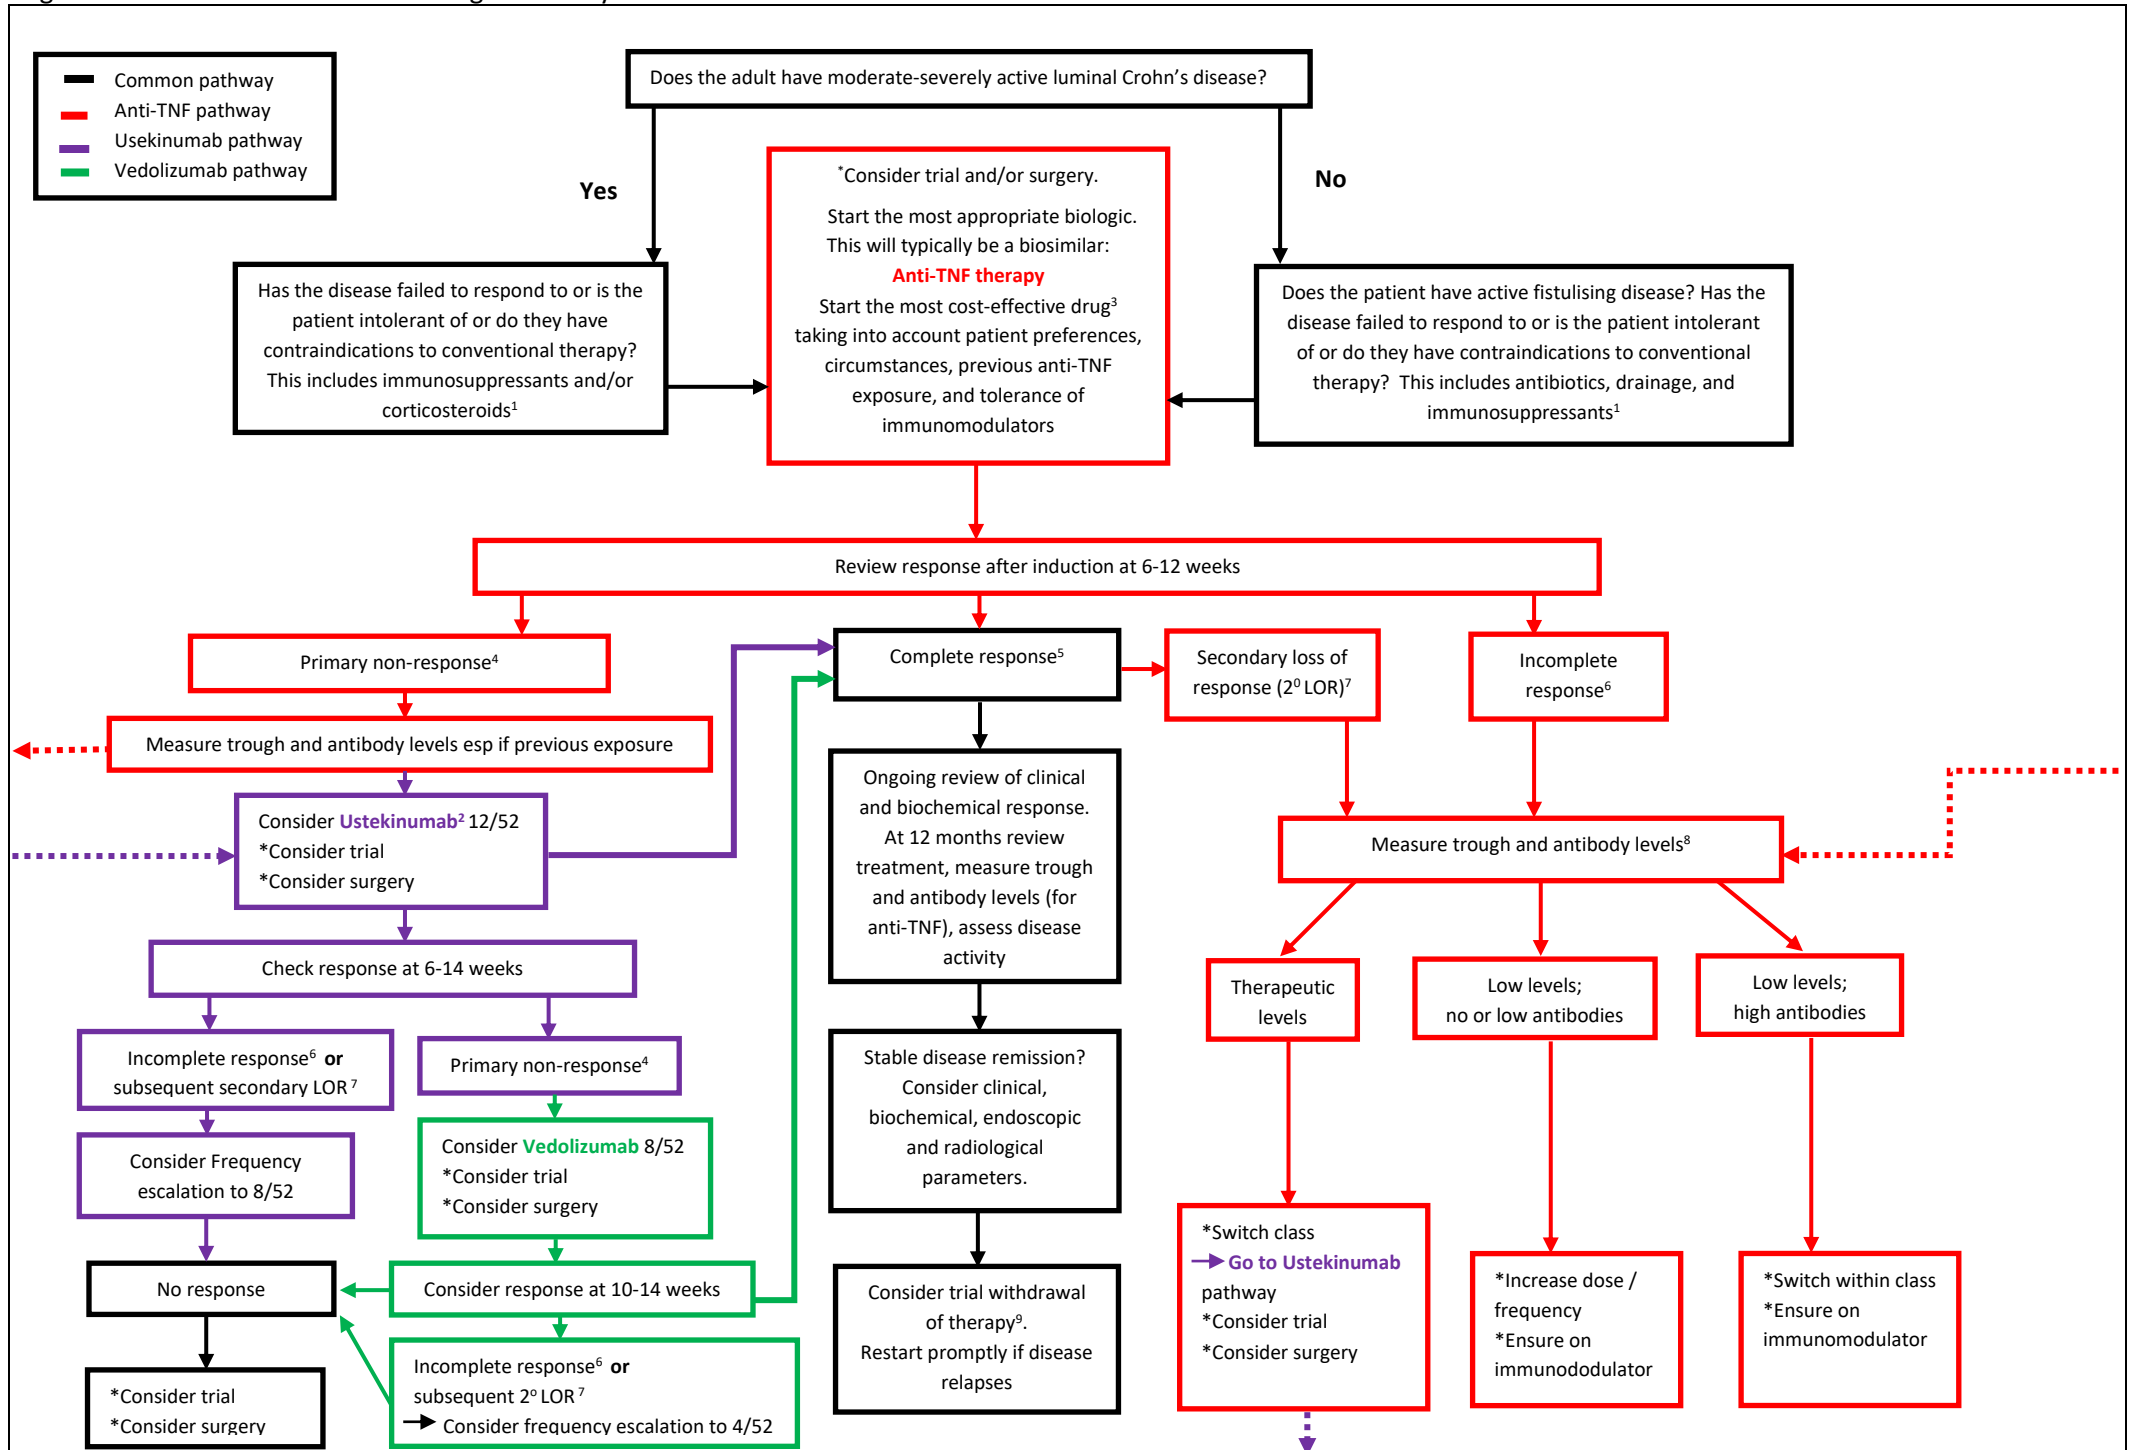 Common pathway
Anti-TNF pathway
Usekinumab pathway
Vedolizumab pathway
Does the adult have moderate-severely active luminal Crohn's disease?
Yes
No
*Consider trial and/or surgery.
Start the most appropriate biologic.
This will typically be a biosimilar:
Anti-TNF therapy
Start the most cost-effective drug3
taking into account patient preferences,
circumstances, previous anti-TNF
exposure, and tolerance of
immunomodulators
Has the disease failed to respond to or is the
patient intolerant of or do they have
contraindications to conventional therapy?
This includes immunosuppressants and/or
corticosteroids1
Does the patient have active fistulising disease? Has the
disease failed to respond to or is the patient intolerant
of or do they have contraindications to conventional
therapy? This includes antibiotics, drainage, and
immunosuppressants1
Review response after induction at 6-12 weeks
Primary non-response4
Complete response5
Secondary loss of
response (2⁰ LOR)7
Incomplete
response6
Measure trough and antibody levels esp if previous exposure
Consider Ustekinumab2 12/52
*Consider trial
*Consider surgery
Ongoing review of clinical
and biochemical response.
At 12 months review
treatment, measure trough
and antibody levels (for
anti-TNF), assess disease
activity
Measure trough and antibody levels8
Check response at 6-14 weeks
Therapeutic
levels
Low levels;
no or low antibodies
Low levels;
high antibodies
Incomplete response6 or
subsequent secondary LOR 7
Primary non-response4
Stable disease remission?
Consider clinical,
biochemical, endoscopic
and radiological
parameters.
Consider Frequency
escalation to 8/52
Consider Vedolizumab 8/52
*Consider trial
*Consider surgery
No response
Consider response at 10-14 weeks
Consider trial withdrawal
of therapy9.
Restart promptly if disease
relapses
*Switch class
Go to Ustekinumab
pathway
*Consider trial
*Consider surgery
*Increase dose /
frequency
*Ensure on
immunododulator
*Switch within class
*Ensure on
immunomodulator
*Consider trial
*Consider surgery
Incomplete response6 or
subsequent 2º LOR 7
Consider frequency escalation to 4/52